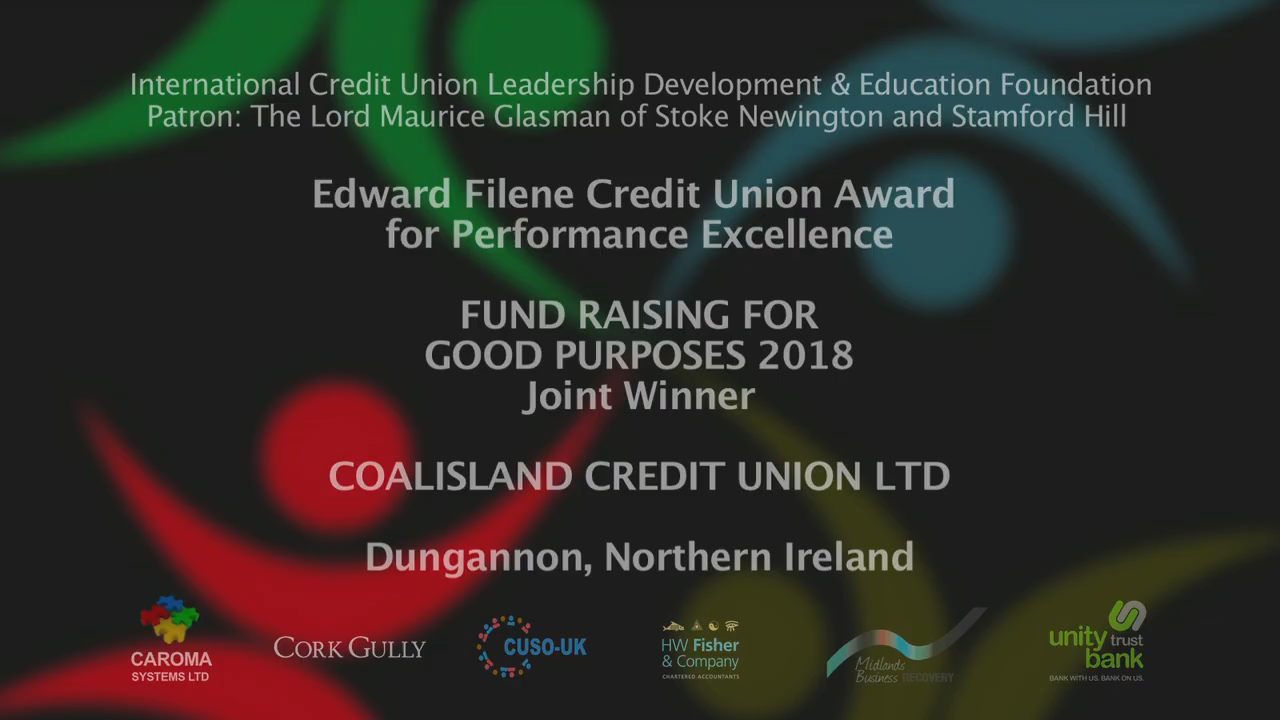 International Credit Union Leadership Development & Education Foundation
Patron: The Lord Maurice Glasman of Stoke Newington and Stamford Hill
Edward Filene Credit Union Award
for Performance Excellence
FUND RAISING FOR
GOOD PURPOSES 2018
Joint Winner
COALISLAND CREDIT UNION LTD
Dungannon, Northern Ireland
CAROMA
SYSTEMS LTD
CORK GULLY
CUSO-UK
HW Fisher
& Company
CHARTERED ACCOUNTANTS
Midlands
Business RECOVERY
unity trust
bank
BANK WITH US. BANK ON US.